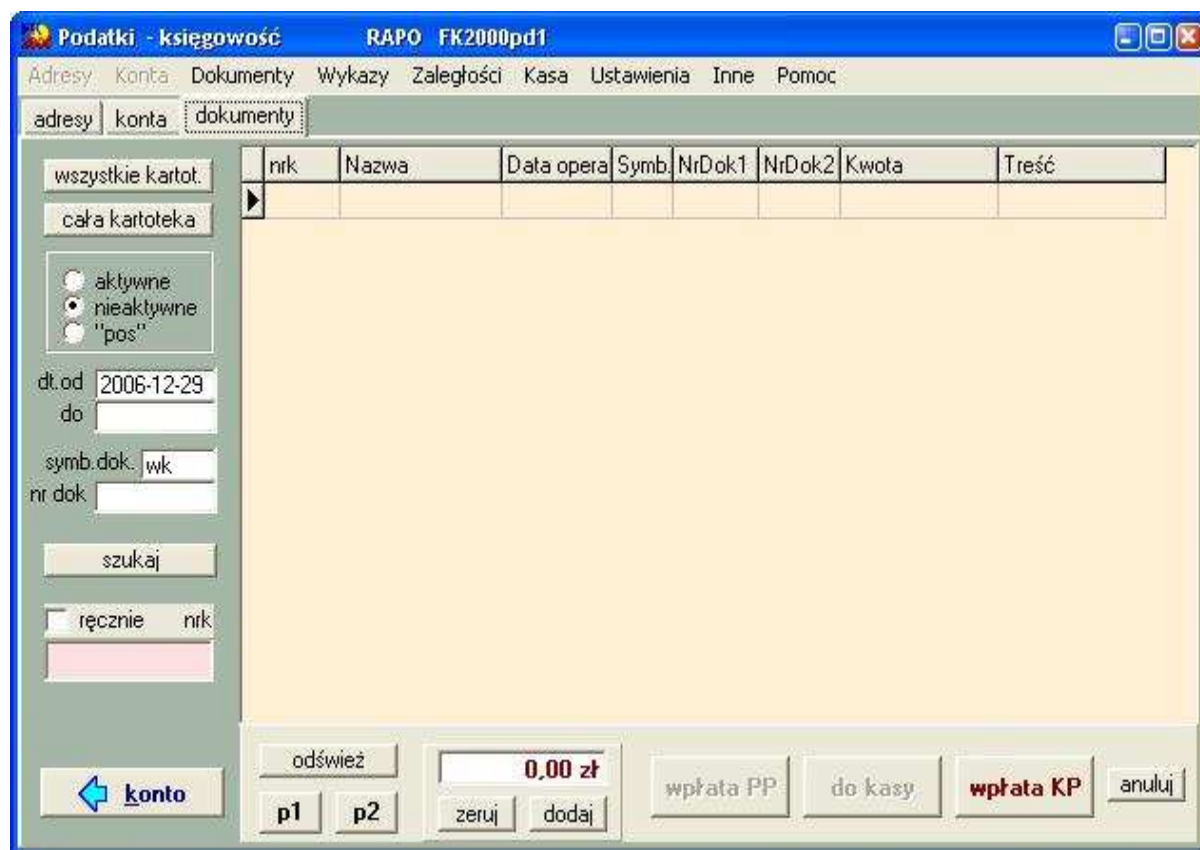 Podatki - księgowość RAPO FK2000pd1
Adresy Konta Dokumenty Wykazy Zaległości Kasa Ustawienia Inne Pomoc
adresy konta dokumenty
wszystkie kartot.
cała kartoteka
nrk Nazwa Data opera Symb. NrDok1 NrDok2 Kwota Treść
aktywne
nieaktywne
"pos"
dt.od 2006-12-29
do
symb.dok. wk
nr dok
szukaj
ręcznie nrk
konto
odśwież
p1 p2
0,00 zł
zeruj dodaj
wpłata PP do kasy wpłata KP anuluj